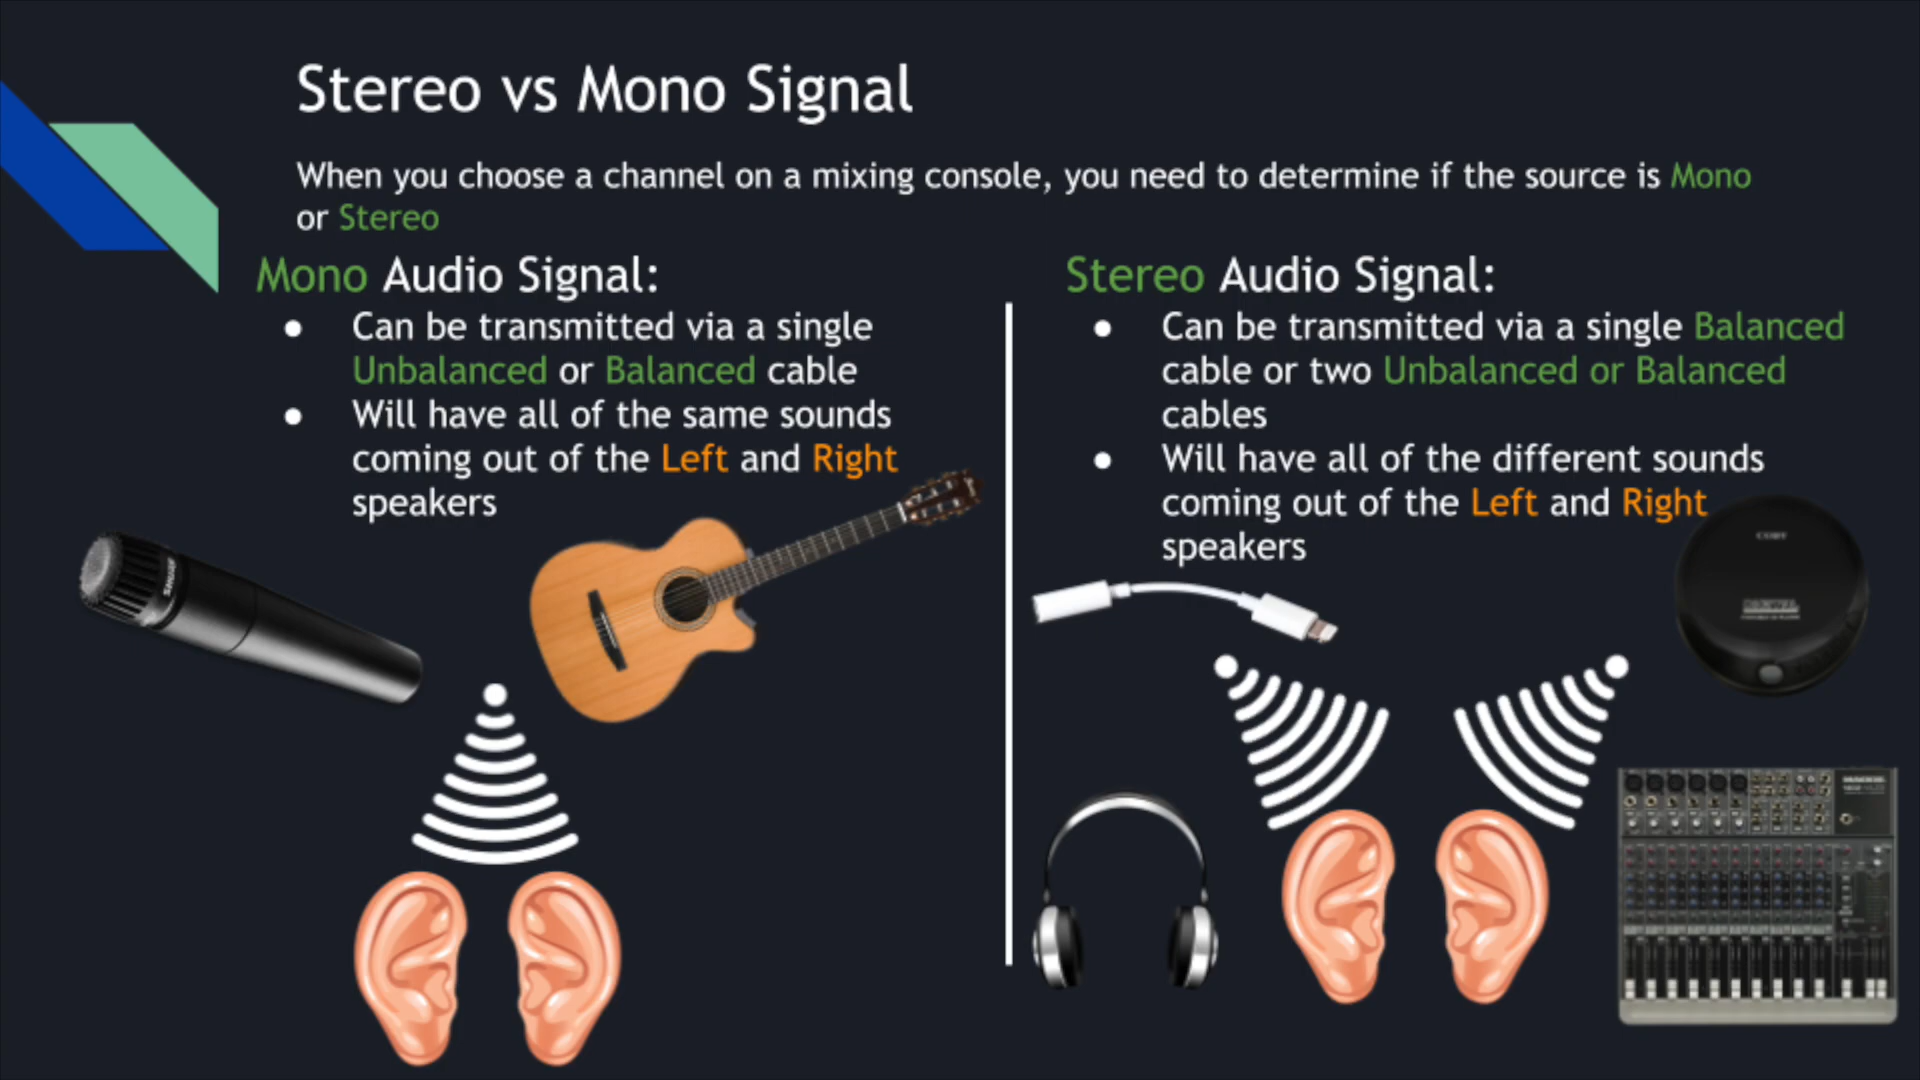 Stereo vs Mono Signal
When you choose a channel on a mixing console, you need to determine if the source is Mono
or Stereo
Mono Audio Signal:
● Can be transmitted via a single
Unbalanced or Balanced cable
● Will have all of the same sounds
coming out of the Left and Right
speakers
Stereo Audio Signal:
● Can be transmitted via a single Balanced
cable or two Unbalanced or Balanced
cables
● Will have all of the different sounds
coming out of the Left and Right
speakers
SHURE
COBY